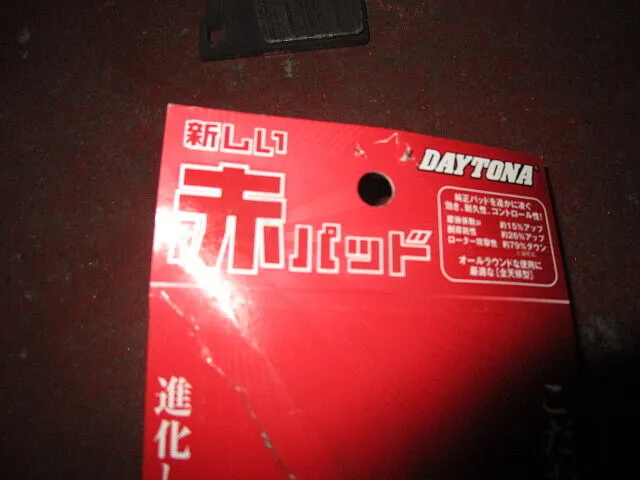 新しい
赤パッド
DAYTONA
純正パッドを遥かに凌ぐ
効き、耐久性、コントロール性!
摩擦係数μ 約15%アップ
耐摩耗性 約26%アップ
ローター攻撃性 約79%ダウン
オールラウンドな使用に
最適な[全天候型]
進化し
こだ